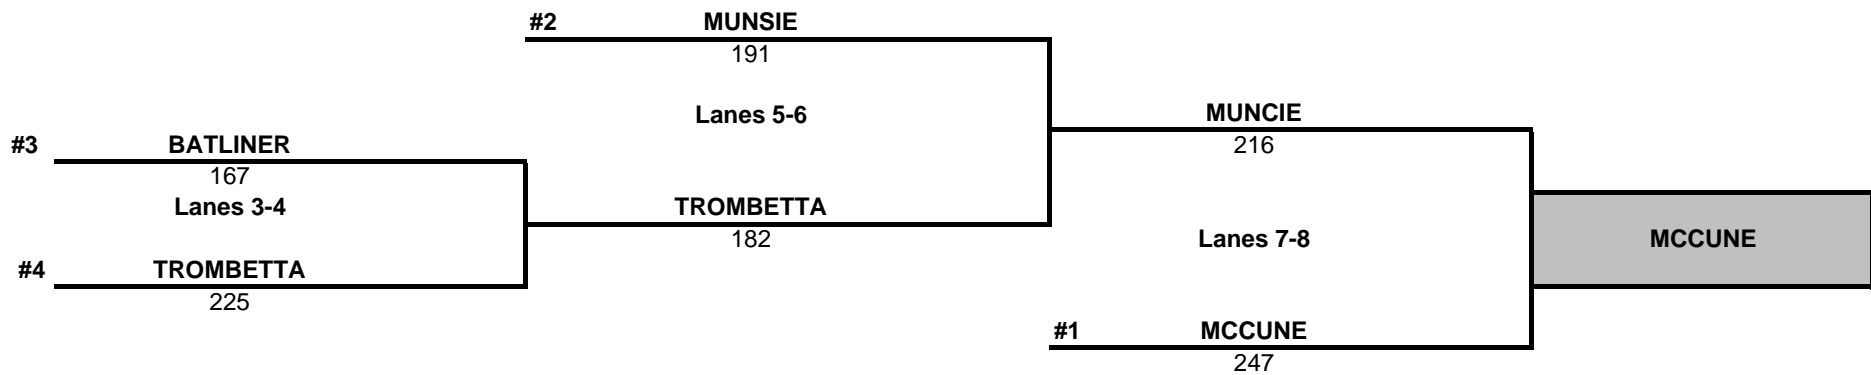 #2 MUNSIE
191
Lanes 5-6
MUNCIE
216
#3 BATLINER
167
Lanes 3-4
TROMBETTA
182
Lanes 7-8
MCCUNE
#4 TROMBETTA
225
#1 MCCUNE
247